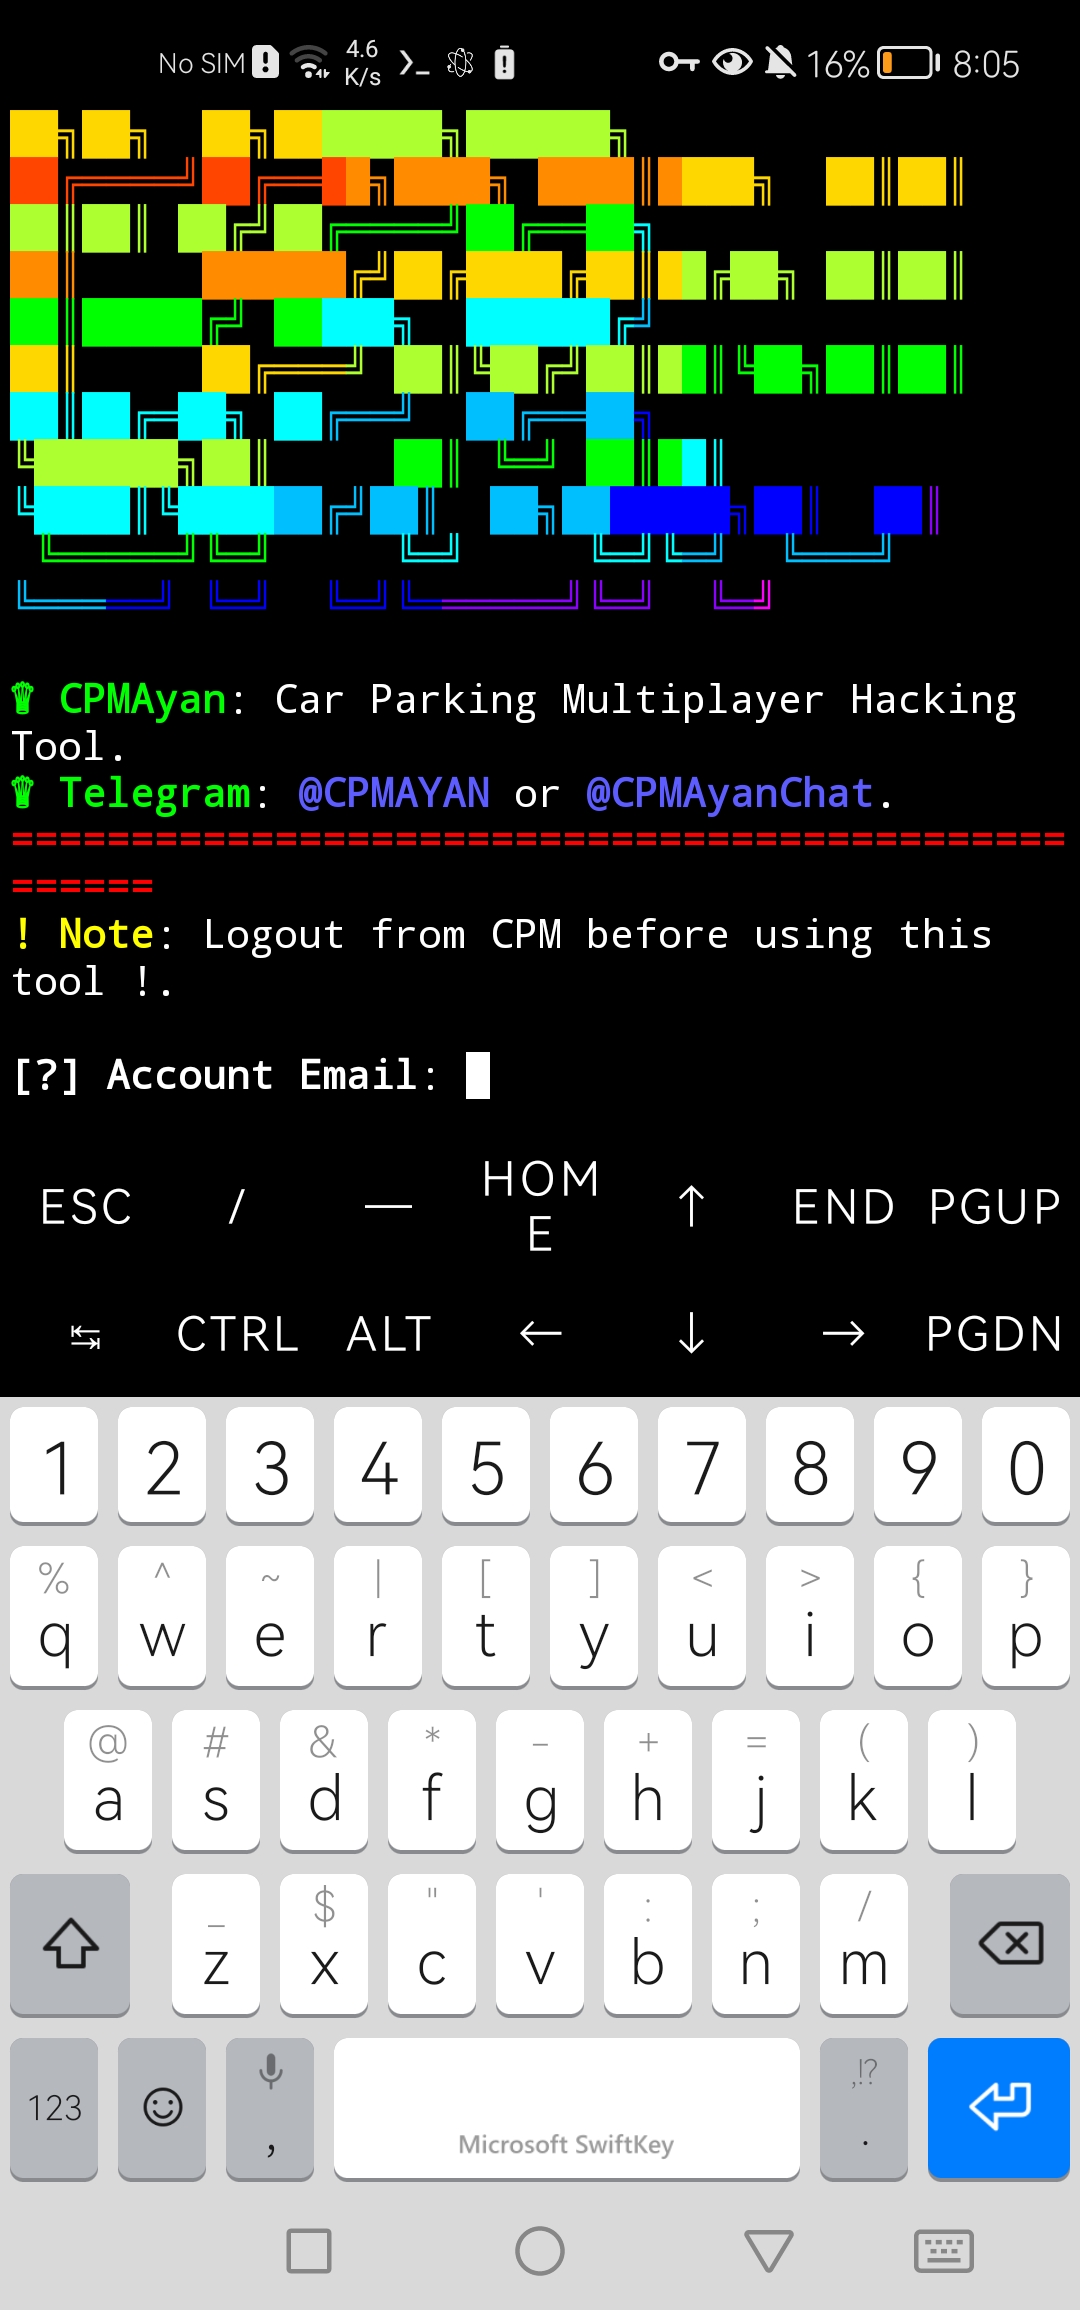 No SIM 4.6 K/s 16% 8:05
♛ CPMAyan: Car Parking Multiplayer Hacking
Tool.
♛ Telegram: @CPMAYAN or @CPMAyanChat.
============================================
======
! Note: Logout from CPM before using this
tool !.
[?] Account Email:
ESC / — HOME ↑ END PGUP
↹ CTRL ALT ← ↓ → PGDN
1 2 3 4 5 6 7 8 9 0
% ^ ~ | [ ] < > { }
q w e r t y u i o p
@ # & * - + = ( )
a s d f g h j k l
_ $ " ' : ; /
z x c v b n m
,!?
123 , Microsoft SwiftKey .